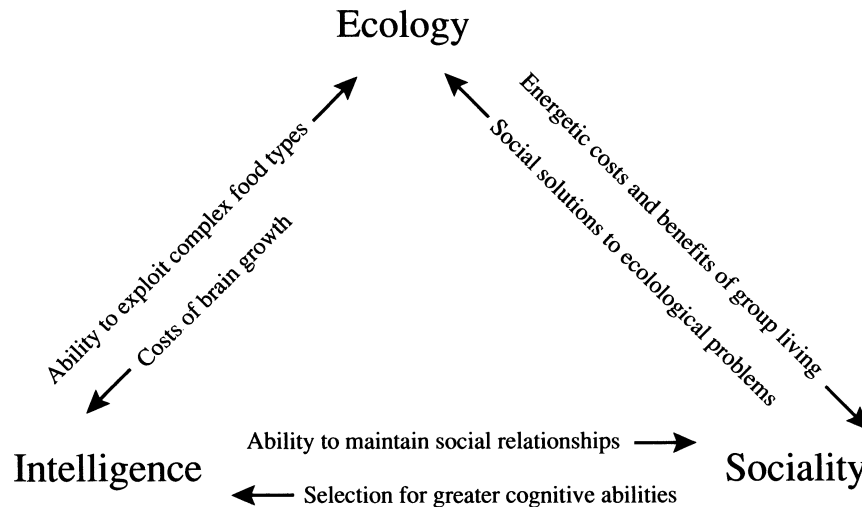 Ecology
Energetic costs and benefits of group living
Social solutions to ecolological problems
Ability to exploit complex food types
Costs of brain growth
Intelligence
Ability to maintain social relationships
Sociality
Selection for greater cognitive abilities